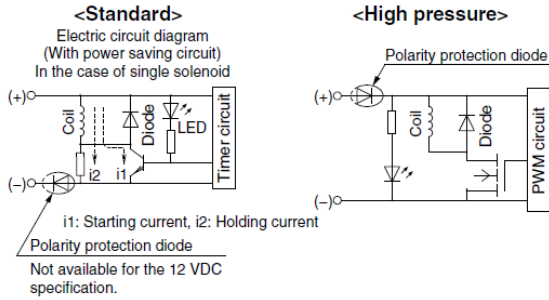 <Standard>
Electric circuit diagram
(With power saving circuit)
In the case of single solenoid
(+)
Coil
Diode
LED
Timer circuit
i2
i1
(–)
i1: Starting current, i2: Holding current
Polarity protection diode
Not available for the 12 VDC
specification.
<High pressure>
Polarity protection diode
(+)
Coil
Diode
PWM circuit
(–)